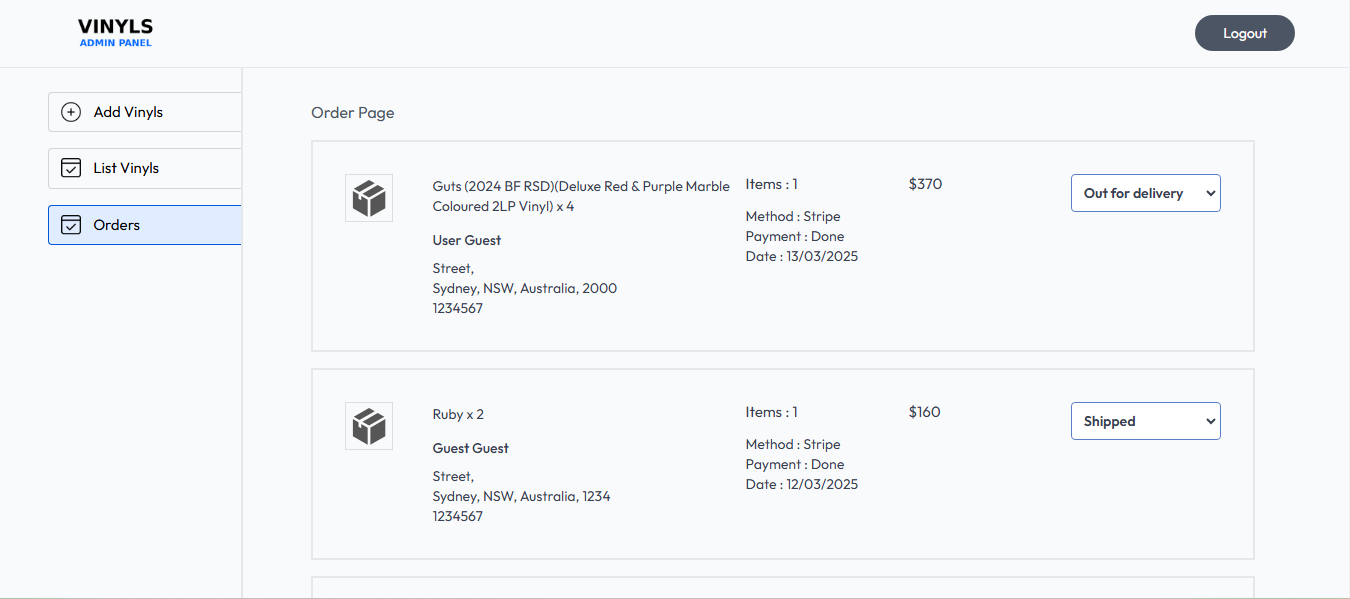 VINYLS
ADMIN PANEL
Logout
Add Vinyls
List Vinyls
Orders
Order Page
Guts (2024 BF RSD)(Deluxe Red & Purple Marble
Coloured 2LP Vinyl) x 4
User Guest
Street,
Sydney, NSW, Australia, 2000
1234567
Items : 1
Method : Stripe
Payment : Done
Date : 13/03/2025
$370
Out for delivery
Ruby x 2
Guest Guest
Street,
Sydney, NSW, Australia, 1234
1234567
Items : 1
Method : Stripe
Payment : Done
Date : 12/03/2025
$160
Shipped